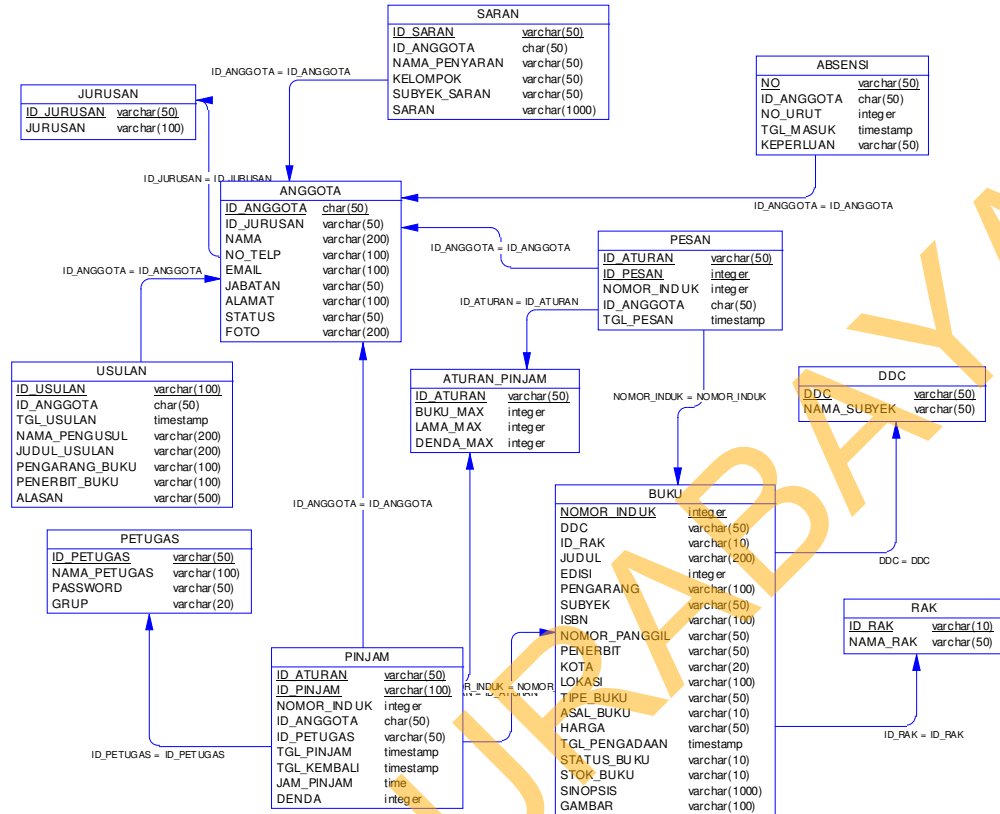 SARAN
ID_SARAN varchar(50)
ID_ANGGOTA char(50)
NAMA_PENYARAN varchar(50)
KELOMPOK varchar(50)
SUBYEK_SARAN varchar(50)
SARAN varchar(1000)
ID_ANGGOTA = ID_ANGGOTA
JURUSAN
ID_JURUSAN varchar(50)
JURUSAN varchar(100)
ABSENSI
NO varchar(50)
ID_ANGGOTA char(50)
NO_URUT integer
TGL_MASUK timestamp
KEPERLUAN varchar(50)
ID_JURUSAN = ID_JURUSAN
ID_ANGGOTA = ID_ANGGOTA
ANGGOTA
ID_ANGGOTA char(50)
ID_JURUSAN varchar(50)
NAMA varchar(200)
NO_TELP varchar(100)
EMAIL varchar(100)
JABATAN varchar(50)
ALAMAT varchar(100)
STATUS varchar(50)
FOTO varchar(200)
ID_ANGGOTA = ID_ANGGOTA
PESAN
ID_ATURAN varchar(50)
ID_PESAN integer
NOMOR_INDUK integer
ID_ANGGOTA char(50)
TGL_PESAN timestamp
ID_ANGGOTA = ID_ANGGOTA
ID_ATURAN = ID_ATURAN
USULAN
ID_USULAN varchar(100)
ID_ANGGOTA char(50)
TGL_USULAN timestamp
NAMA_PENGUSUL varchar(200)
JUDUL_USULAN varchar(200)
PENGARANG_BUKU varchar(100)
PENERBIT_BUKU varchar(100)
ALASAN varchar(500)
ATURAN_PINJAM
ID_ATURAN varchar(50)
BUKU_MAX integer
LAMA_MAX integer
DENDA_MAX integer
NOMOR_INDUK = NOMOR_INDUK
DDC
DDC varchar(50)
NAMA_SUBYEK varchar(50)
ID_ANGGOTA = ID_ANGGOTA
BUKU
NOMOR_INDUK integer
DDC varchar(50)
ID_RAK varchar(10)
JUDUL varchar(200)
EDISI integer
PENGARANG varchar(100)
SUBYEK varchar(50)
ISBN varchar(100)
NOMOR_PANGGIL varchar(50)
PENERBIT varchar(50)
KOTA varchar(20)
LOKASI varchar(100)
TIPE_BUKU varchar(50)
ASAL_BUKU varchar(10)
HARGA varchar(50)
TGL_PENGADAAN timestamp
STATUS_BUKU varchar(10)
STOK_BUKU varchar(10)
SINOPSIS varchar(1000)
GAMBAR varchar(100)
DDC = DDC
PETUGAS
ID_PETUGAS varchar(50)
NAMA_PETUGAS varchar(100)
PASSWORD varchar(50)
GRUP varchar(20)
RAK
ID_RAK varchar(10)
NAMA_RAK varchar(50)
ID_RAK = ID_RAK
PINJAM
ID_ATURAN varchar(50)
ID_PINJAM varchar(100)
NOMOR_INDUK integer
ID_ANGGOTA char(50)
ID_PETUGAS varchar(50)
TGL_PINJAM timestamp
TGL_KEMBALI timestamp
JAM_PINJAM time
DENDA integer
ID_PETUGAS = ID_PETUGAS
URABAYA